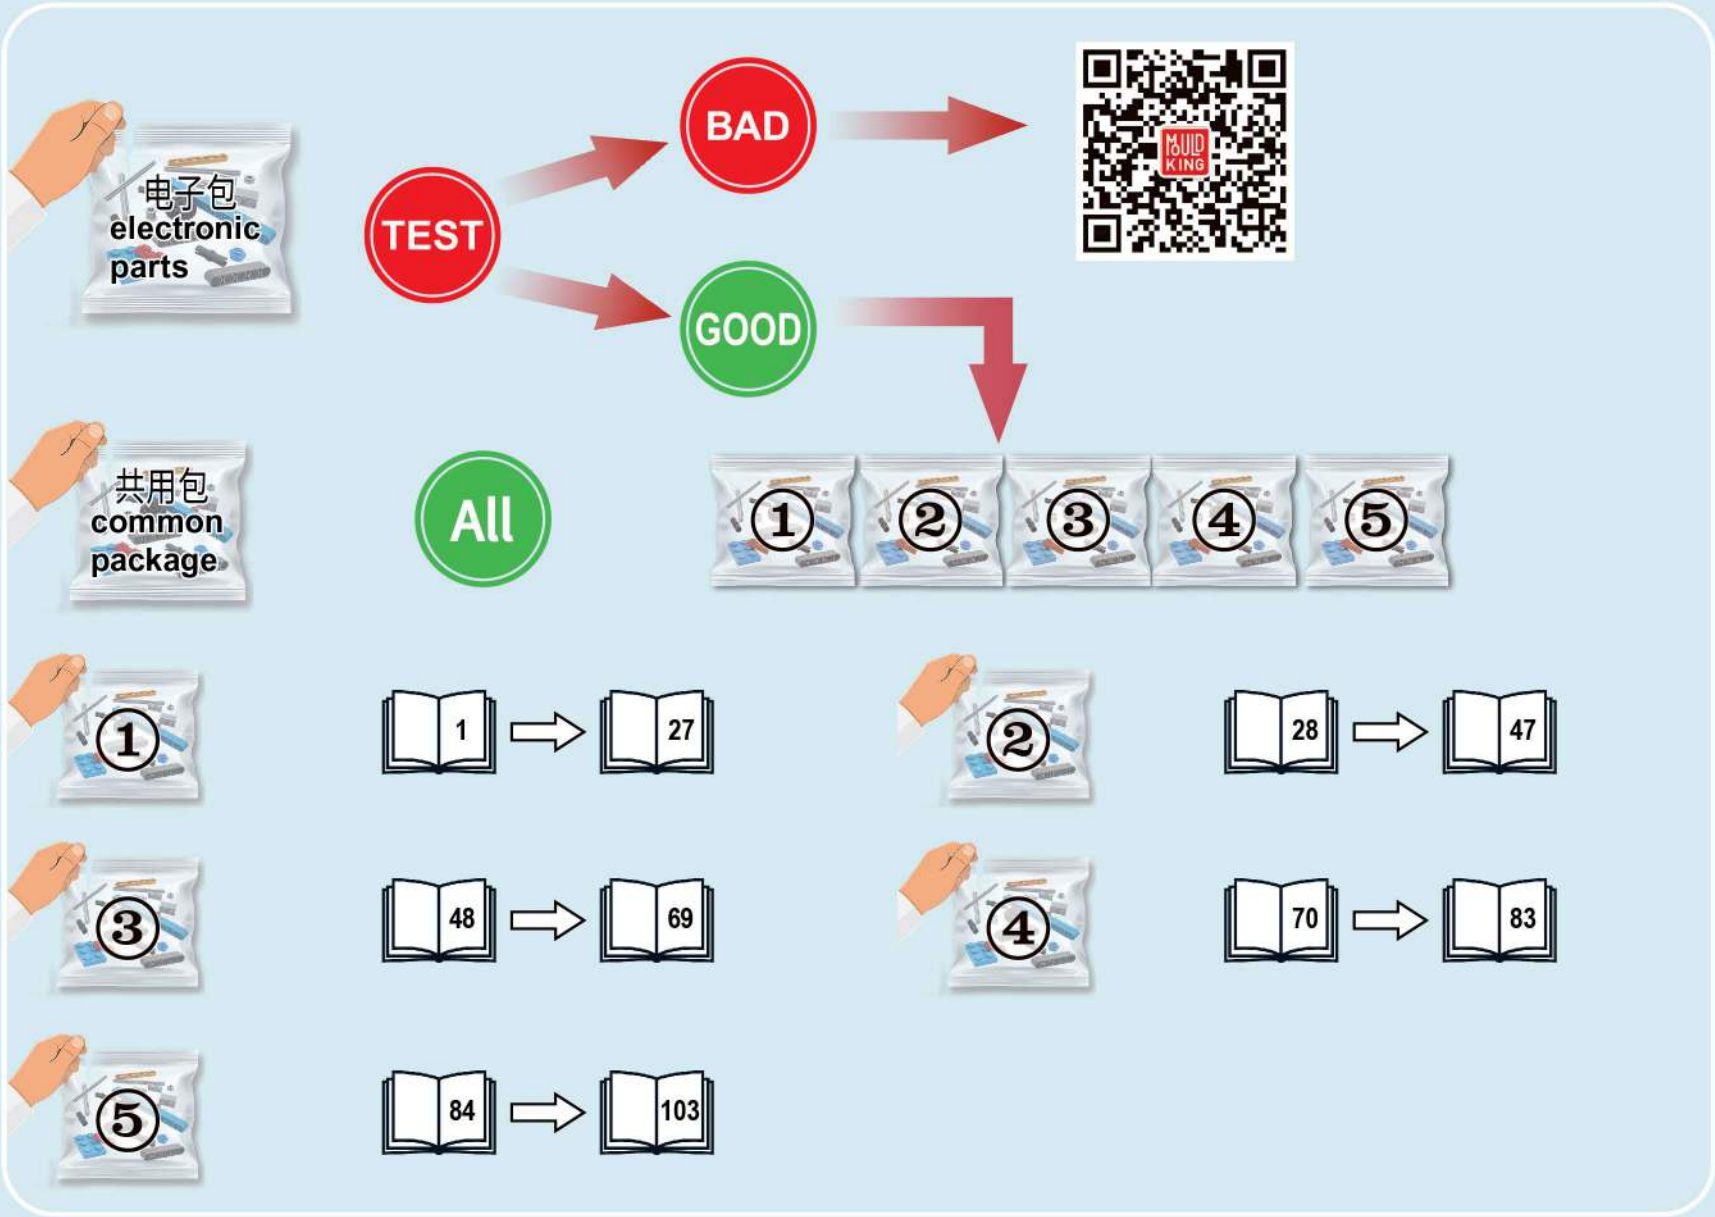 电子包
electronic
parts
TEST
BAD
GOOD
MOULD
KING
共用包
common
package
All
① ② ③ ④ ⑤
① 1 27
② 28 47
③ 48 69
④ 70 83
⑤ 84 103